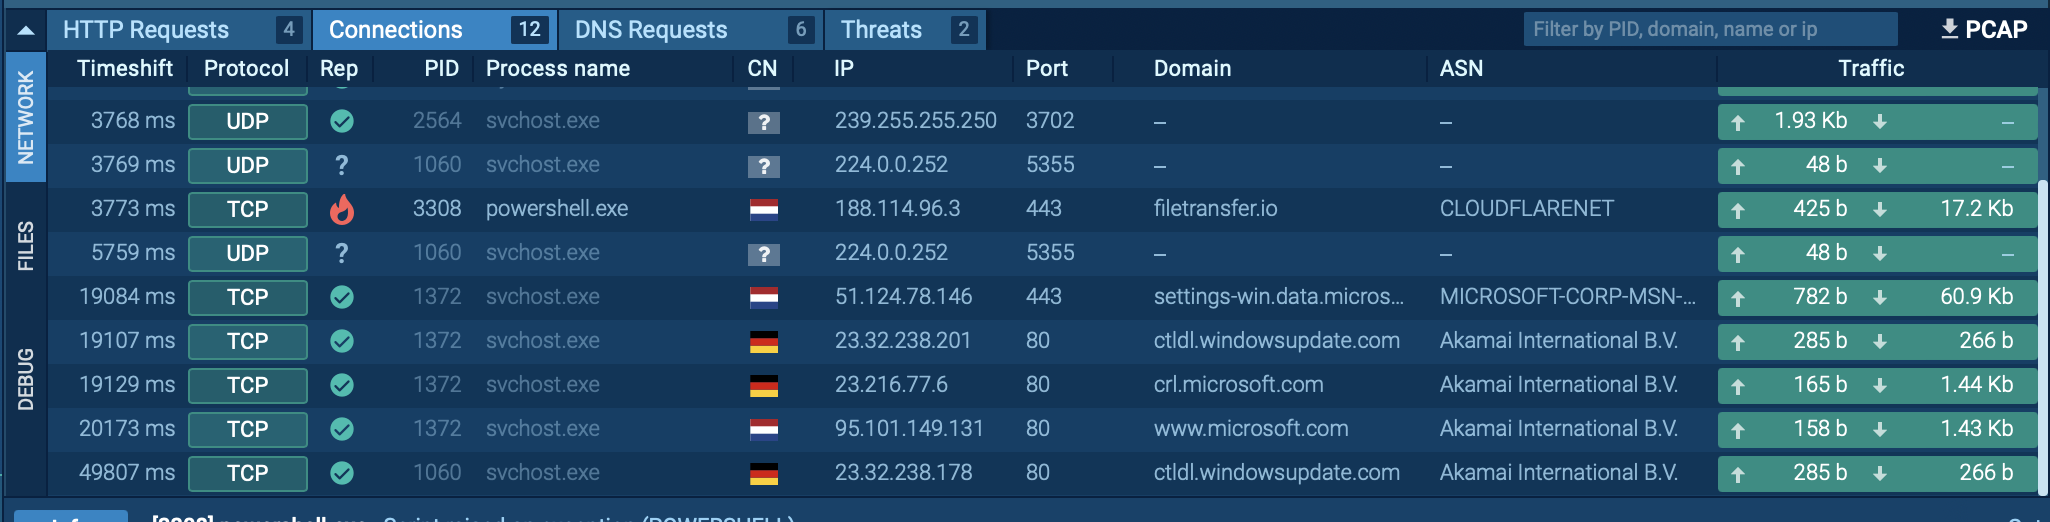 HTTP Requests 4 Connections 12 DNS Requests 6 Threats 2 Filter by PID, domain, name or ip PCAP
NETWORK
FILES
DEBUG
Timeshift Protocol Rep PID Process name CN IP Port Domain ASN Traffic
3768 ms UDP 2564 svchost.exe ? 239.255.255.250 3702 – – 1.93 Kb –
3769 ms UDP ? 1060 svchost.exe ? 224.0.0.252 5355 – – 48 b –
3773 ms TCP 3308 powershell.exe 188.114.96.3 443 filetransfer.io CLOUDFLARENET 425 b 17.2 Kb
5759 ms UDP ? 1060 svchost.exe ? 224.0.0.252 5355 – – 48 b –
19084 ms TCP 1372 svchost.exe 51.124.78.146 443 settings-win.data.micros... MICROSOFT-CORP-MSN-... 782 b 60.9 Kb
19107 ms TCP 1372 svchost.exe 23.32.238.201 80 ctldl.windowsupdate.com Akamai International B.V. 285 b 266 b
19129 ms TCP 1372 svchost.exe 23.216.77.6 80 crl.microsoft.com Akamai International B.V. 165 b 1.44 Kb
20173 ms TCP 1372 svchost.exe 95.101.149.131 80 www.microsoft.com Akamai International B.V. 158 b 1.43 Kb
49807 ms TCP 1060 svchost.exe 23.32.238.178 80 ctldl.windowsupdate.com Akamai International B.V. 285 b 266 b